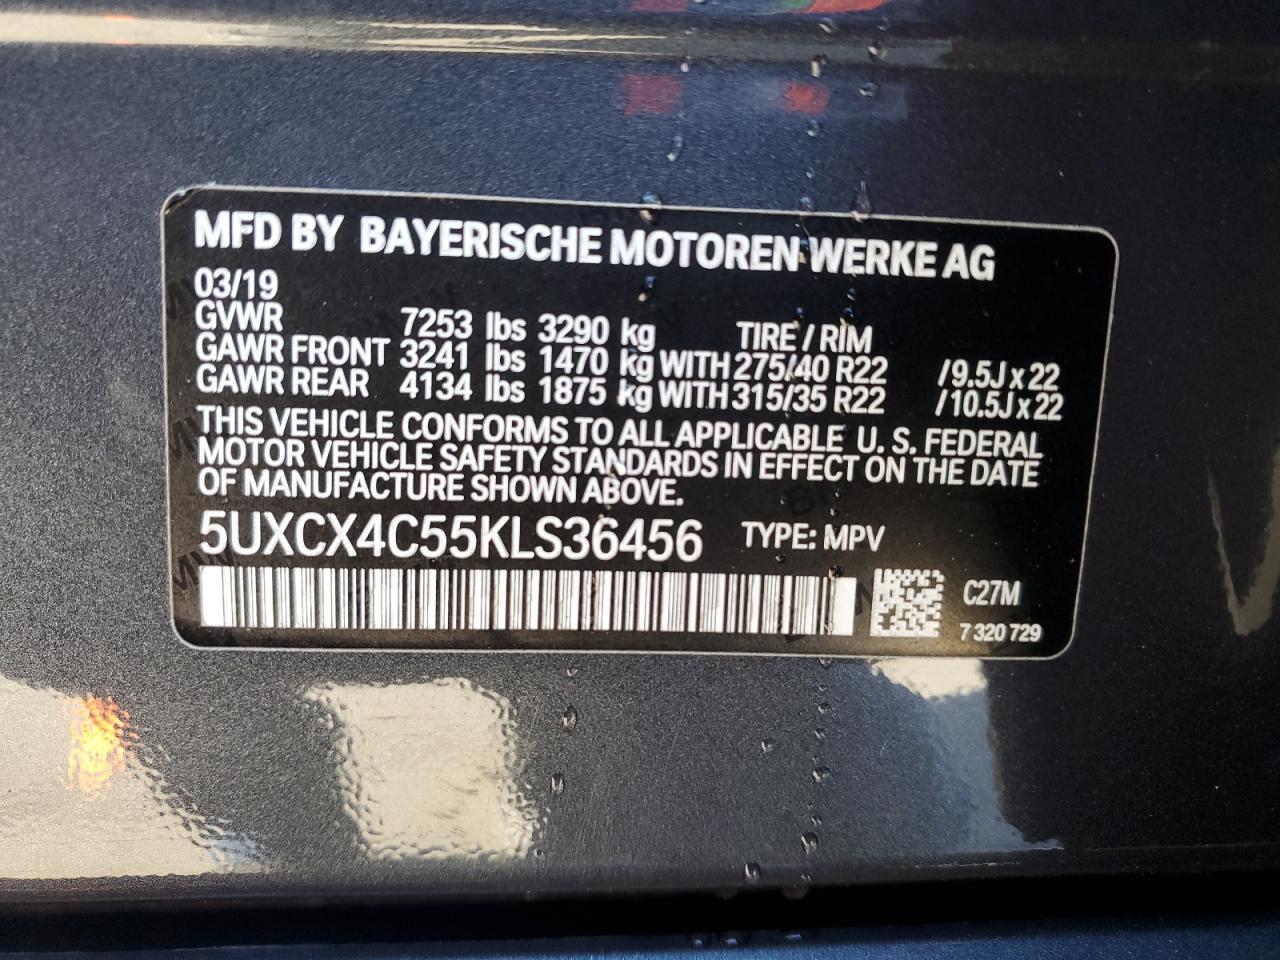 MFD BY BAYERISCHE MOTOREN WERKE AG
03/19
GVWR 7253 lbs 3290 kg TIRE / RIM
GAWR FRONT 3241 lbs 1470 kg WITH 275/40 R22 /9.5J x 22
GAWR REAR 4134 lbs 1875 kg WITH 315/35 R22 /10.5J x 22
THIS VEHICLE CONFORMS TO ALL APPLICABLE U. S. FEDERAL
MOTOR VEHICLE SAFETY STANDARDS IN EFFECT ON THE DATE
OF MANUFACTURE SHOWN ABOVE.
5UXCX4C55KLS36456 TYPE: MPV
C27M
7 320 729